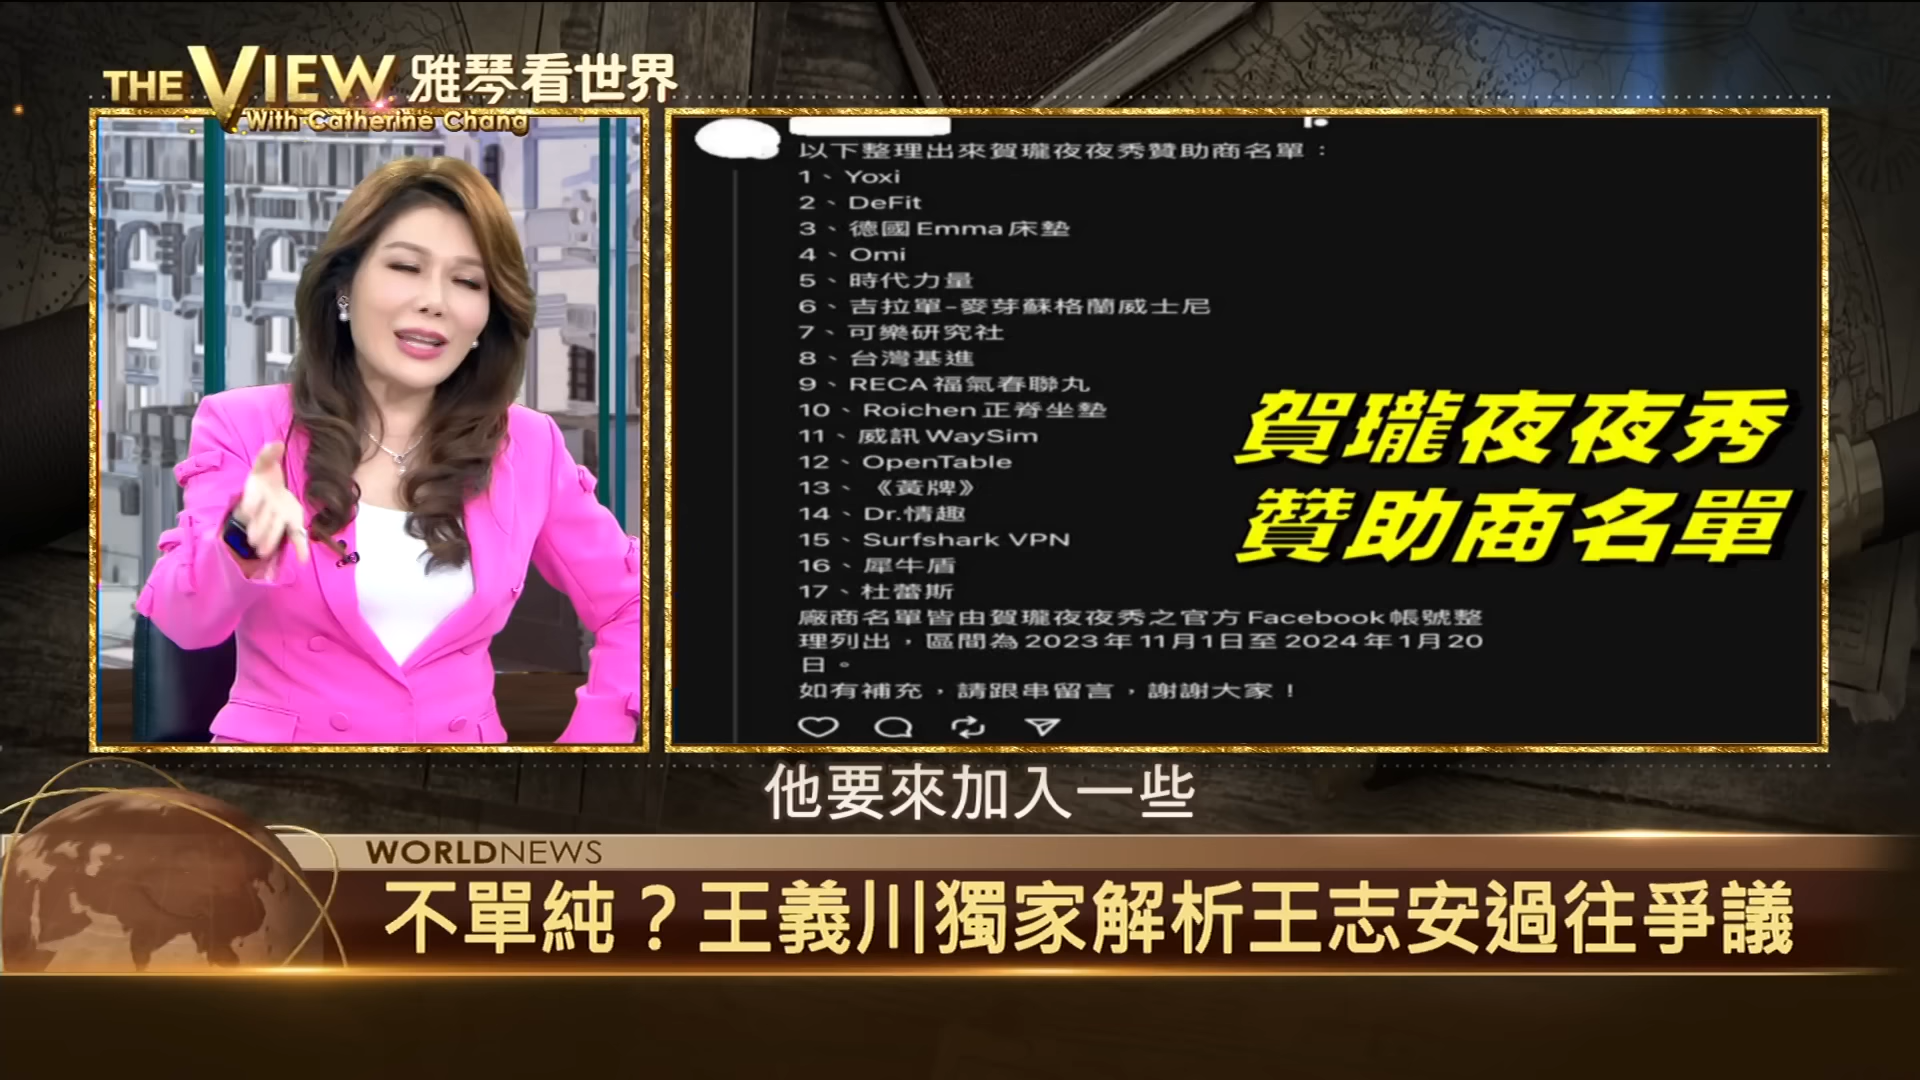 THE VIEW 雅琴看世界
With Catherine Chang
以下整理出來賀瓏夜夜秀贊助商名單：
1、Yoxi
2、DeFit
3、德國Emma床墊
4、Omi
5、時代力量
6、吉拉單-麥芽蘇格蘭威士尼
7、可樂研究社
8、台灣基進
9、RECA福氣春聯丸
10、Roichen正脊坐墊
11、威訊WaySim
12、OpenTable
13、《黃牌》
14、Dr.情趣
15、Surfshark VPN
16、犀牛盾
17、杜蕾斯
廠商名單皆由賀瓏夜夜秀之官方Facebook帳號整
理列出，區間為2023年11月1日至2024年1月20
日。
如有補充，請跟串留言，謝謝大家！
賀瓏夜夜秀
贊助商名單
他要來加入一些
WORLDNEWS
不單純？王義川獨家解析王志安過往爭議